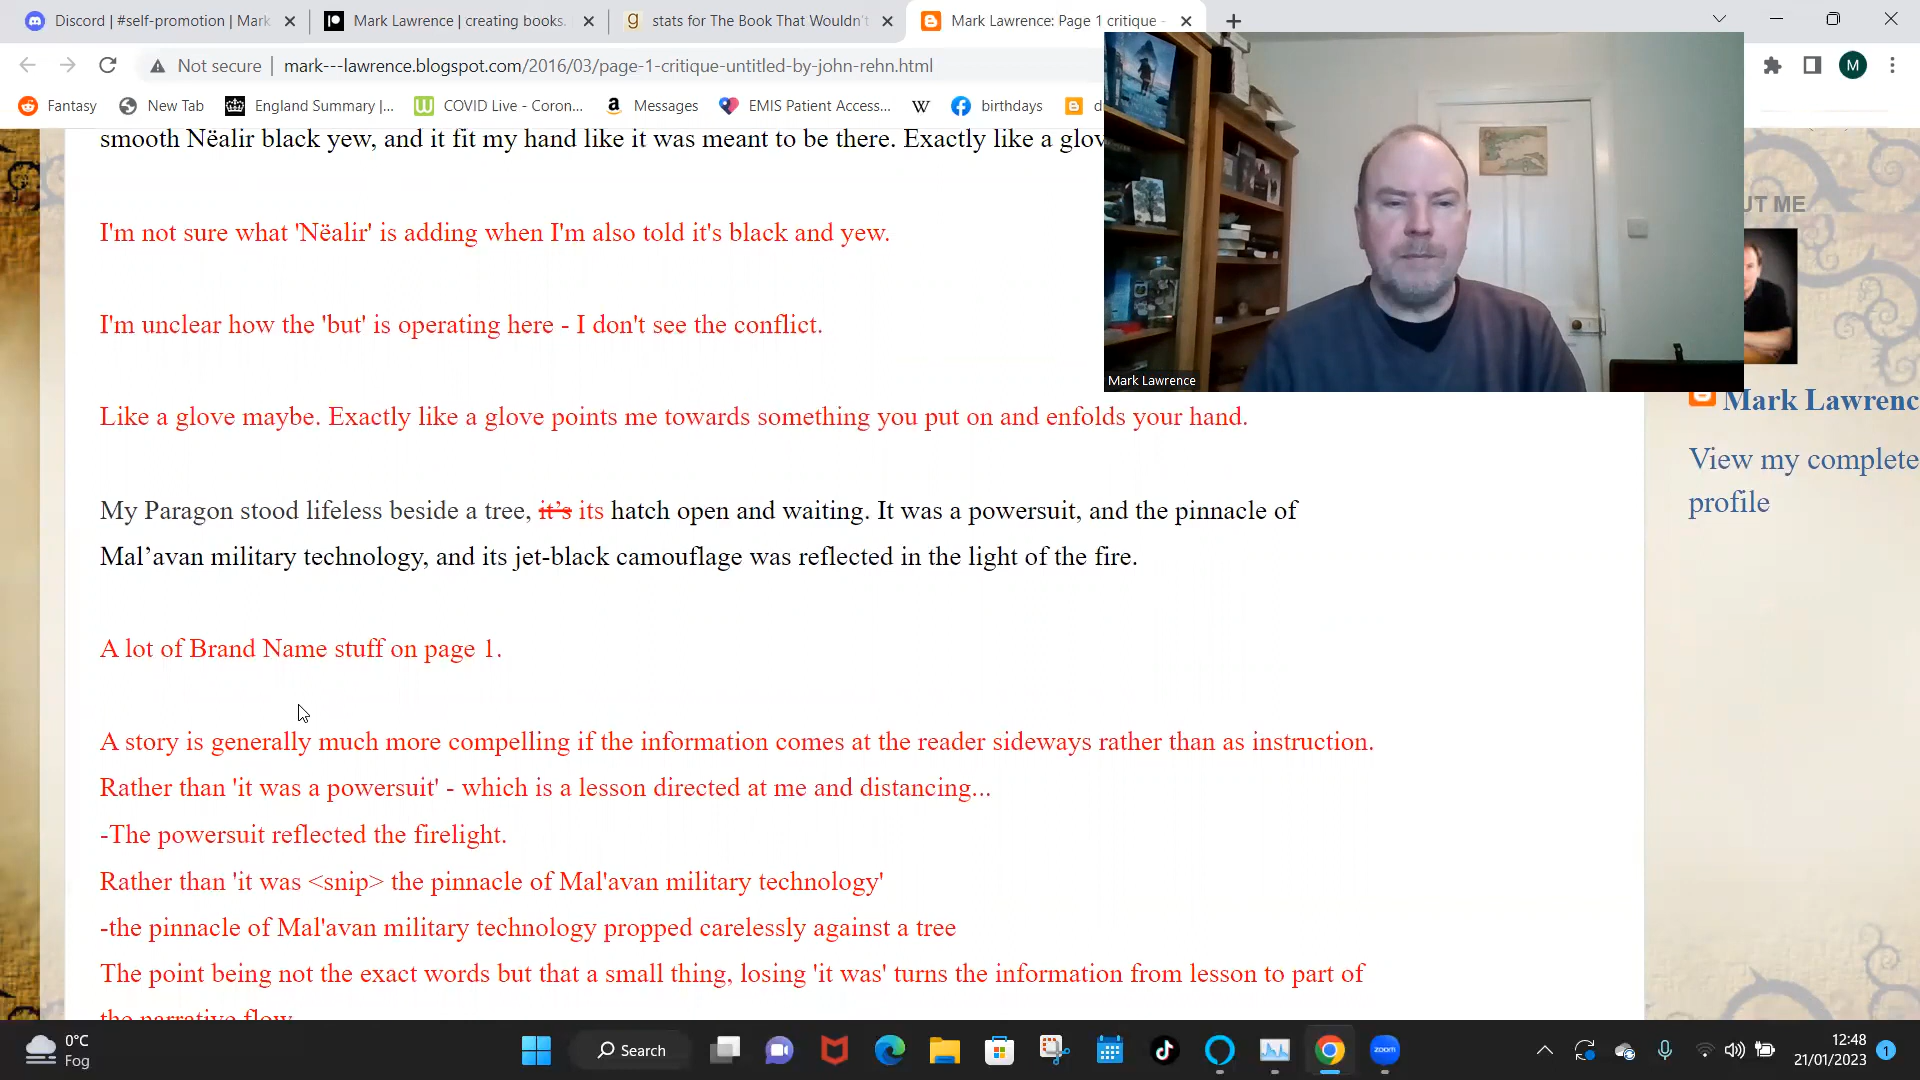 Discord | #self-promotion | Mark
Mark Lawrence | creating books.
stats for The Book That Wouldn't
Mark Lawrence: Page 1 critique -
Not secure
mark---lawrence.blogspot.com/2016/03/page-1-critique-untitled-by-john-rehn.html
M
Fantasy
New Tab
England Summary |...
COVID Live - Coron...
Messages
EMIS Patient Access...
W
birthdays
d
smooth Nëalir black yew, and it fit my hand like it was meant to be there. Exactly like a glov
I'm not sure what 'Nëalir' is adding when I'm also told it's black and yew.
I'm unclear how the 'but' is operating here - I don't see the conflict.
Mark Lawrence
Like a glove maybe. Exactly like a glove points me towards something you put on and enfolds your hand.
My Paragon stood lifeless beside a tree, it’s its hatch open and waiting. It was a powersuit, and the pinnacle of
Mal’avan military technology, and its jet-black camouflage was reflected in the light of the fire.
A lot of Brand Name stuff on page 1.
A story is generally much more compelling if the information comes at the reader sideways rather than as instruction.
Rather than 'it was a powersuit' - which is a lesson directed at me and distancing...
-The powersuit reflected the firelight.
Rather than 'it was <snip> the pinnacle of Mal'avan military technology'
-the pinnacle of Mal'avan military technology propped carelessly against a tree
The point being not the exact words but that a small thing, losing 'it was' turns the information from lesson to part of
the narrative flow
UT ME
Mark Lawrenc
View my complete
profile
0°C
Fog
Search
zoom
12:48
21/01/2023
1